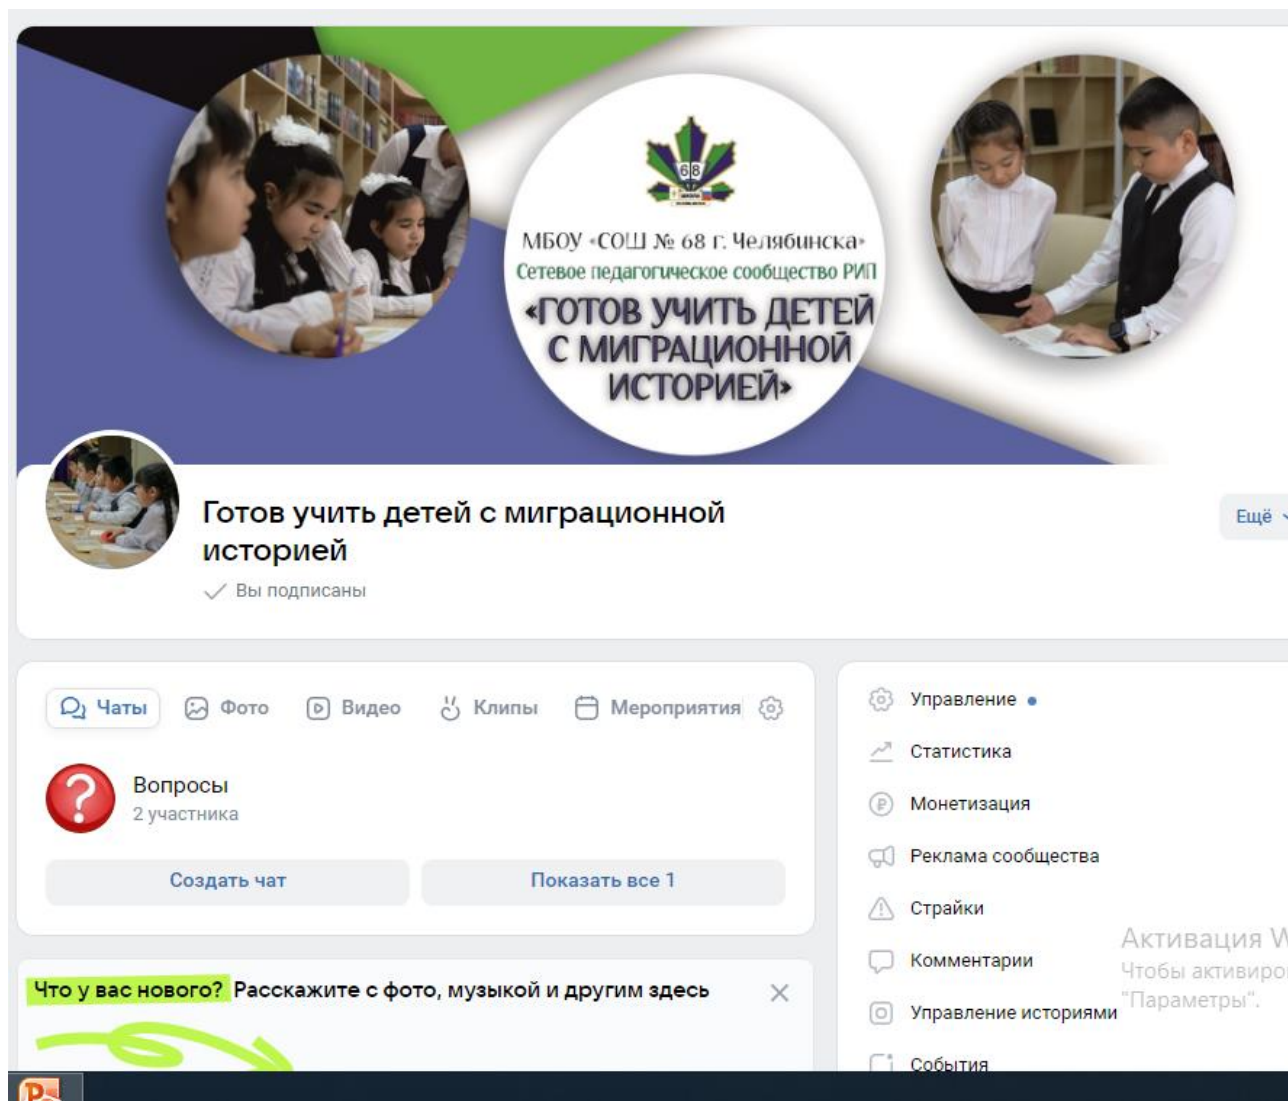 68
МБОУ «СОШ № 68 г. Челябинска»
Сетевое педагогическое сообщество РИП
«ГОТОВ УЧИТЬ ДЕТЕЙ
С МИГРАЦИОННОЙ
ИСТОРИЕЙ»
Готов учить детей с миграционной
историей
Вы подписаны
Ещё
Чаты
Фото
Видео
Клипы
Мероприятия
Вопросы
2 участника
Создать чат
Показать все 1
Что у вас нового? Расскажите с фото, музыкой и другим здесь
Управление
Статистика
Монетизация
Реклама сообщества
Страйки
Комментарии
Управление историями
События
Активация W
Чтобы активиро
"Параметры".